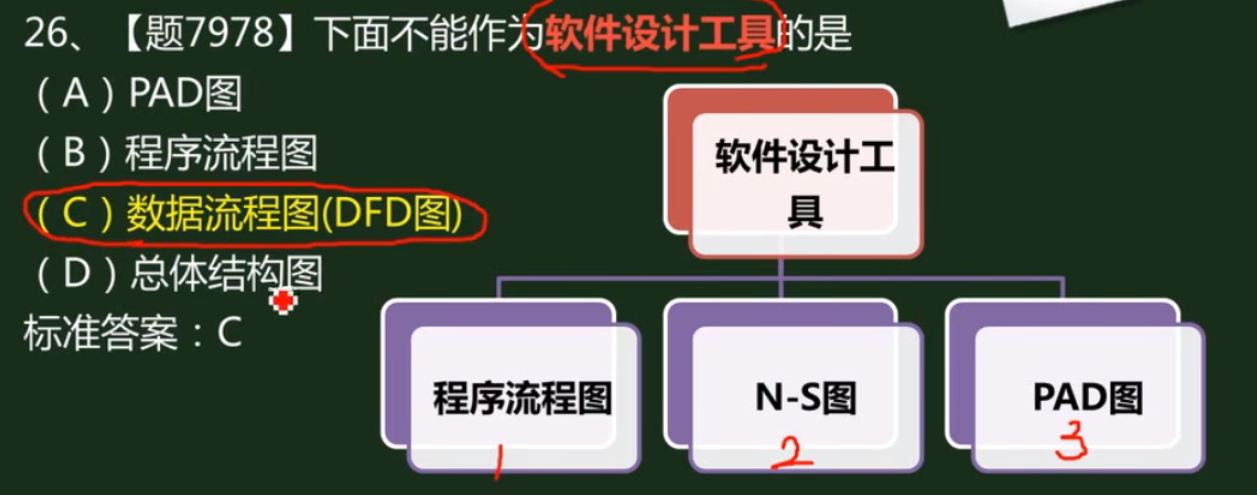 26、【题7978】下面不能作为软件设计工具的是
（A）PAD图
（B）程序流程图
（C）数据流程图(DFD图)
（D）总体结构图
标准答案：C
软件设计工
具
程序流程图
N-S图
PAD图
1
2
3